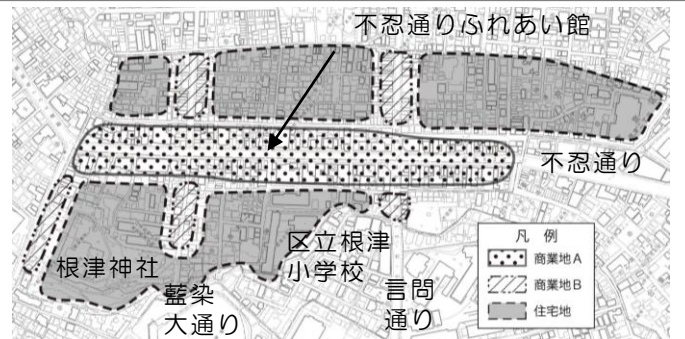 不忍通りふれあい館
不忍通り
根津神社
藍染
大通り
区立根津
小学校
言問
通り
凡 例
商業地A
商業地B
住宅地